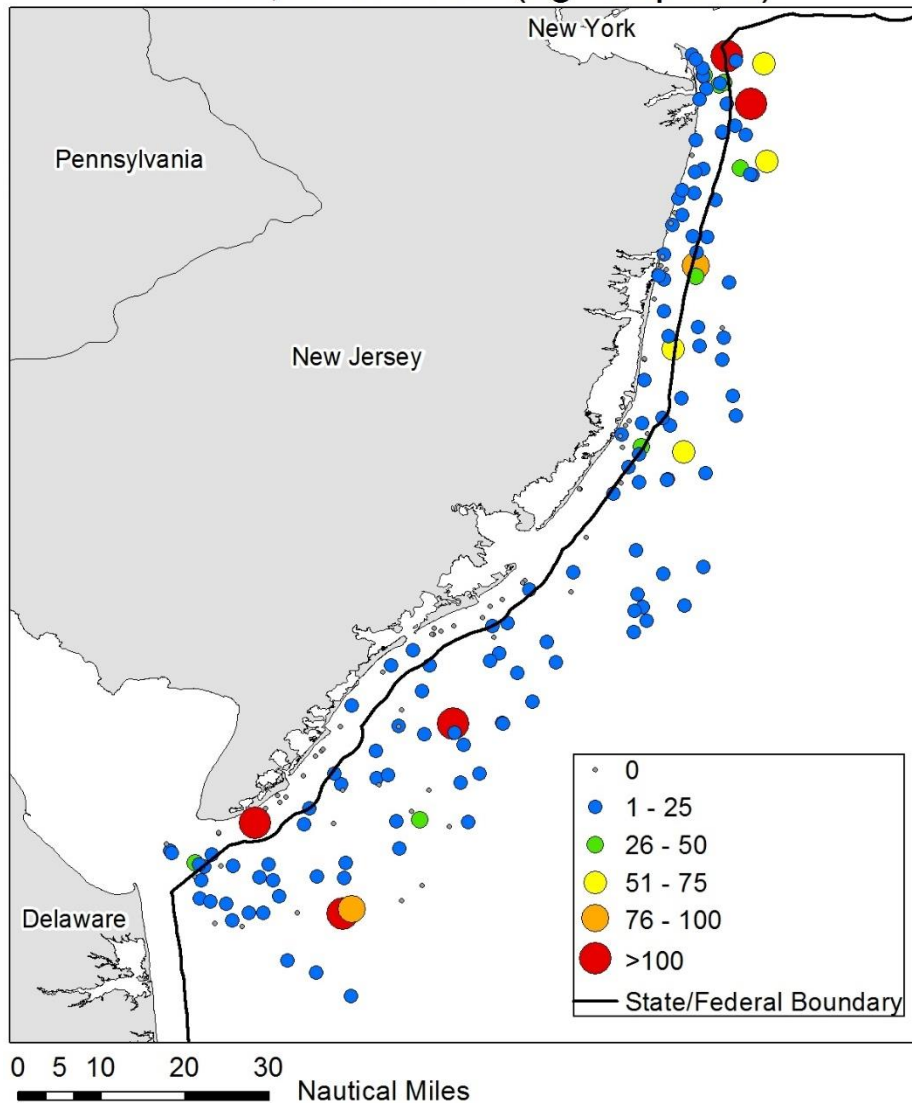 New York
Pennsylvania
New Jersey
Delaware
0
1 - 25
26 - 50
51 - 75
76 - 100
>100
State/Federal Boundary
0 5 10 20 30
Nautical Miles